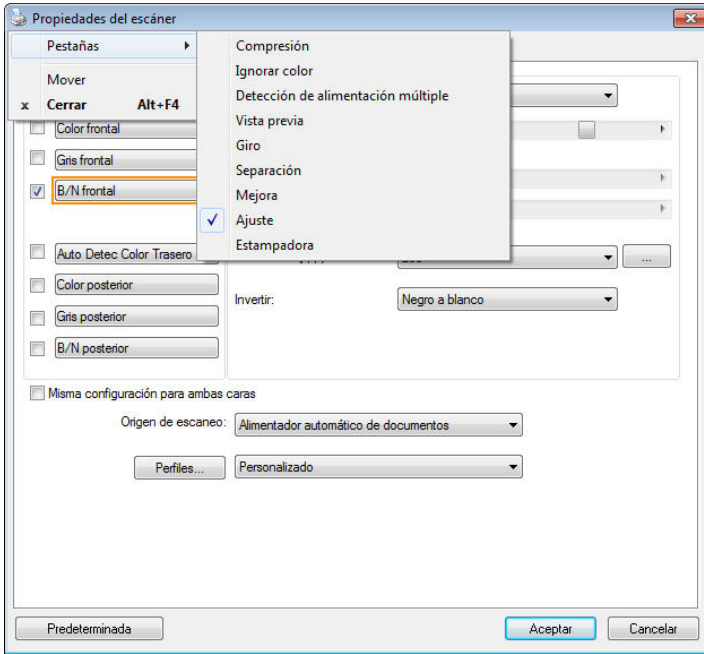 Propiedades del escáner
Pestañas
Mover
x Cerrar Alt+F4
Compresión
Ignorar color
Detección de alimentación múltiple
Vista previa
Giro
Separación
Mejora
Ajuste
Estampadora
Color frontal
Gris frontal
B/N frontal
Auto Detec Color Trasero
Color posterior
Gris posterior
B/N posterior
...
Invertir:
Negro a blanco
Misma configuración para ambas caras
Origen de escaneo:
Alimentador automático de documentos
Perfiles...
Personalizado
Predeterminada
Aceptar
Cancelar